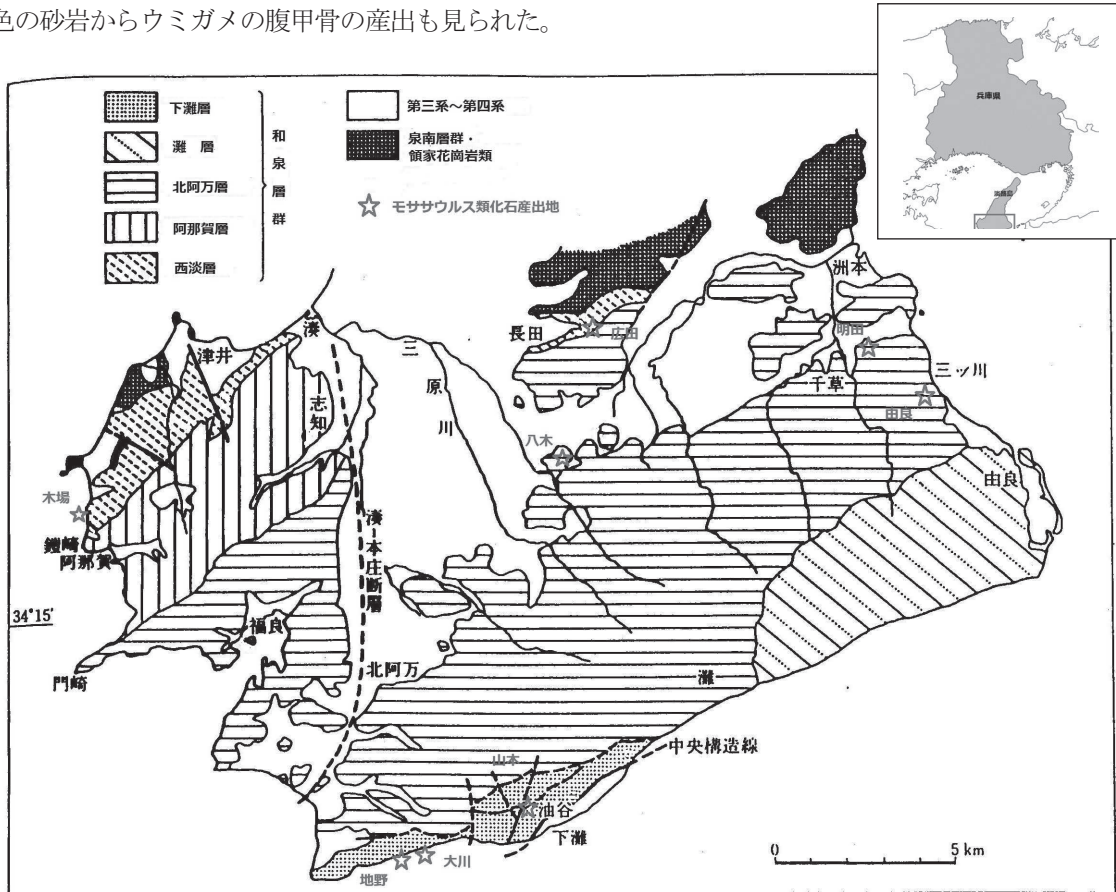 色の砂岩からウミガメの腹甲骨の産出も見られた。
兵庫県
淡路島
下灘層
灘 層
北阿万層
阿那賀層
西淡層
和泉層群
第三系～第四系
泉南層群・
領家花崗岩類
モササウルス類化石産出地
洲本
明田
三ッ川
千草
由良
由良
長田
庄田
湊
三原川
津井
志知
八木
木場
鎧崎
阿那賀
湊-本庄断層
34°15'
福良
門崎
北阿万
灘
中央構造線
山本
油谷
下灘
大川
地野
0 5 km